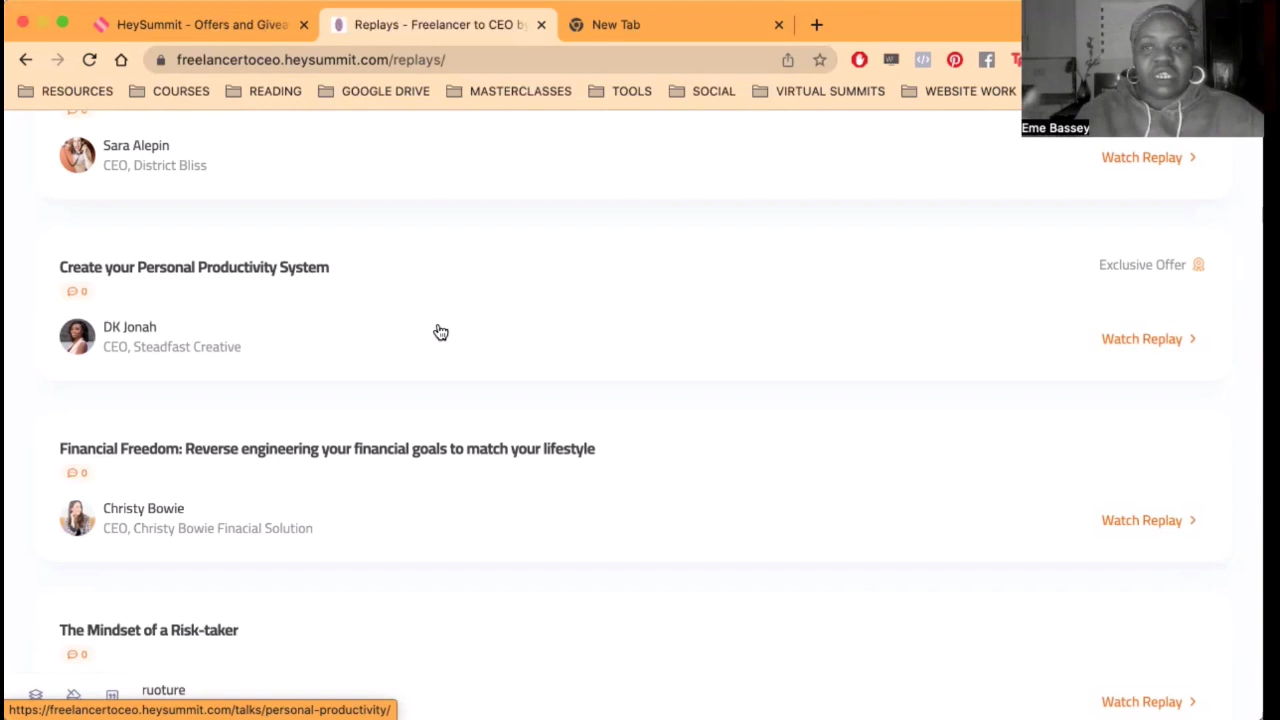 HeySummit - Offers and Givea
Replays - Freelancer to CEO by
New Tab
freelancertoceo.heysummit.com/replays/
RESOURCES
COURSES
READING
GOOGLE DRIVE
MASTERCLASSES
TOOLS
SOCIAL
VIRTUAL SUMMITS
WEBSITE WORK
Eme Bassey
Sara Alepin
CEO, District Bliss
Watch Replay
Create your Personal Productivity System
Exclusive Offer
0
DK Jonah
CEO, Steadfast Creative
Watch Replay
Financial Freedom: Reverse engineering your financial goals to match your lifestyle
0
Christy Bowie
CEO, Christy Bowie Finacial Solution
Watch Replay
The Mindset of a Risk-taker
0
ruoture
Watch Replay
https://freelancertoceo.heysummit.com/talks/personal-productivity/